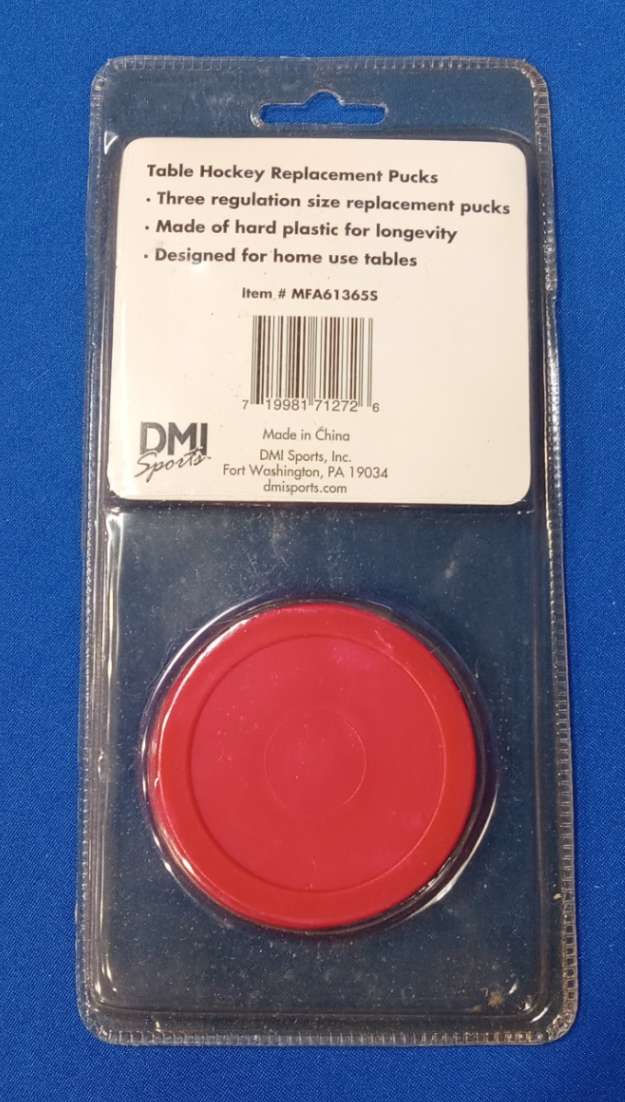 Table Hockey Replacement Pucks
• Three regulation size replacement pucks
• Made of hard plastic for longevity
• Designed for home use tables
Item # MFA61365S
7 19981 71272 6
DMI
Sports™
Made in China
DMI Sports, Inc.
Fort Washington, PA 19034
dmisports.com